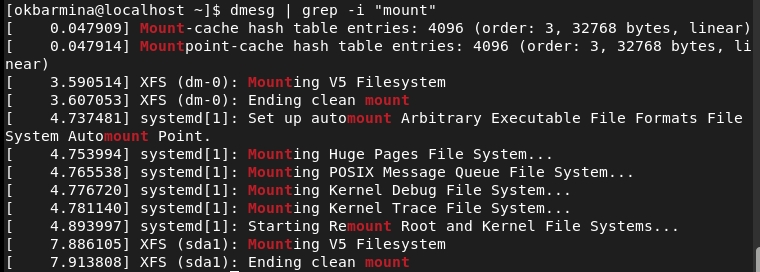 [okbarmina@localhost ~]$ dmesg | grep -i "mount"
[    0.047909] Mount-cache hash table entries: 4096 (order: 3, 32768 bytes, linear)
[    0.047914] Mountpoint-cache hash table entries: 4096 (order: 3, 32768 bytes, li
near)
[    3.590514] XFS (dm-0): Mounting V5 Filesystem
[    3.607053] XFS (dm-0): Ending clean mount
[    4.737481] systemd[1]: Set up automount Arbitrary Executable File Formats File
System Automount Point.
[    4.753994] systemd[1]: Mounting Huge Pages File System...
[    4.765538] systemd[1]: Mounting POSIX Message Queue File System...
[    4.776720] systemd[1]: Mounting Kernel Debug File System...
[    4.781140] systemd[1]: Mounting Kernel Trace File System...
[    4.893997] systemd[1]: Starting Remount Root and Kernel File Systems...
[    7.886105] XFS (sda1): Mounting V5 Filesystem
[    7.913808] XFS (sda1): Ending clean mount